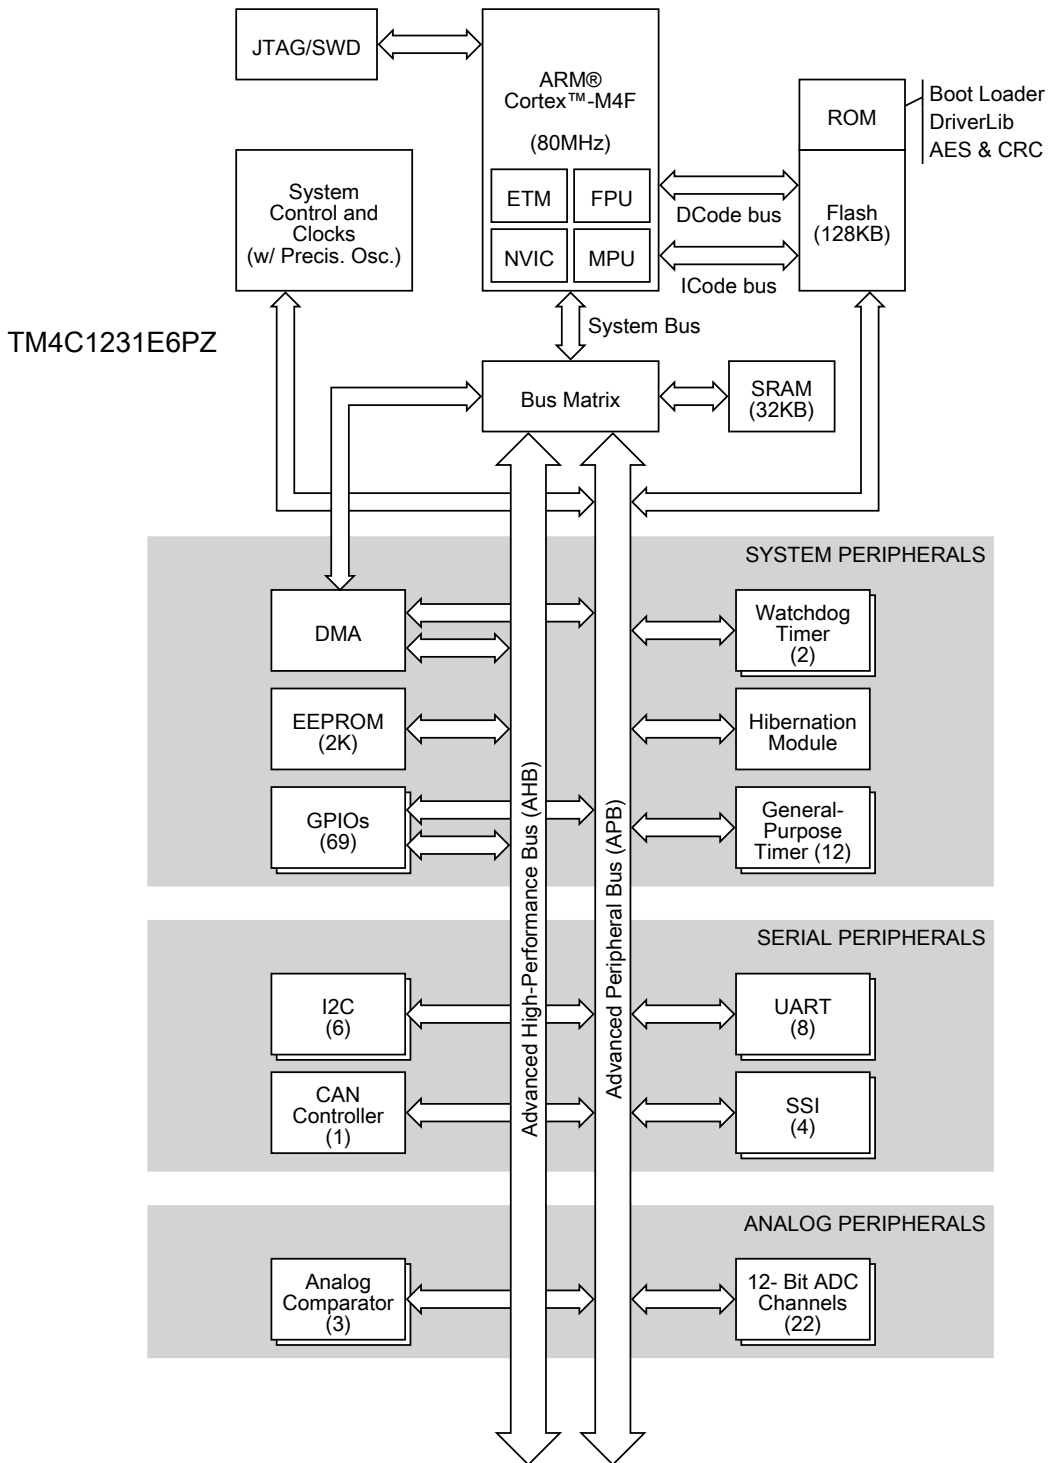 JTAG/SWD
ARM®
Cortex™-M4F
(80MHz)
ETM
FPU
NVIC
MPU
ROM
Boot Loader
DriverLib
AES & CRC
Flash
(128KB)
DCode bus
ICode bus
System
Control and
Clocks
(w/ Precis. Osc.)
TM4C1231E6PZ
System Bus
Bus Matrix
SRAM
(32KB)
SYSTEM PERIPHERALS
DMA
Watchdog
Timer
(2)
EEPROM
(2K)
Hibernation
Module
GPIOs
(69)
General-
Purpose
Timer (12)
Advanced High-Performance Bus (AHB)
Advanced Peripheral Bus (APB)
SERIAL PERIPHERALS
I2C
(6)
UART
(8)
CAN
Controller
(1)
SSI
(4)
ANALOG PERIPHERALS
Analog
Comparator
(3)
12- Bit ADC
Channels
(22)